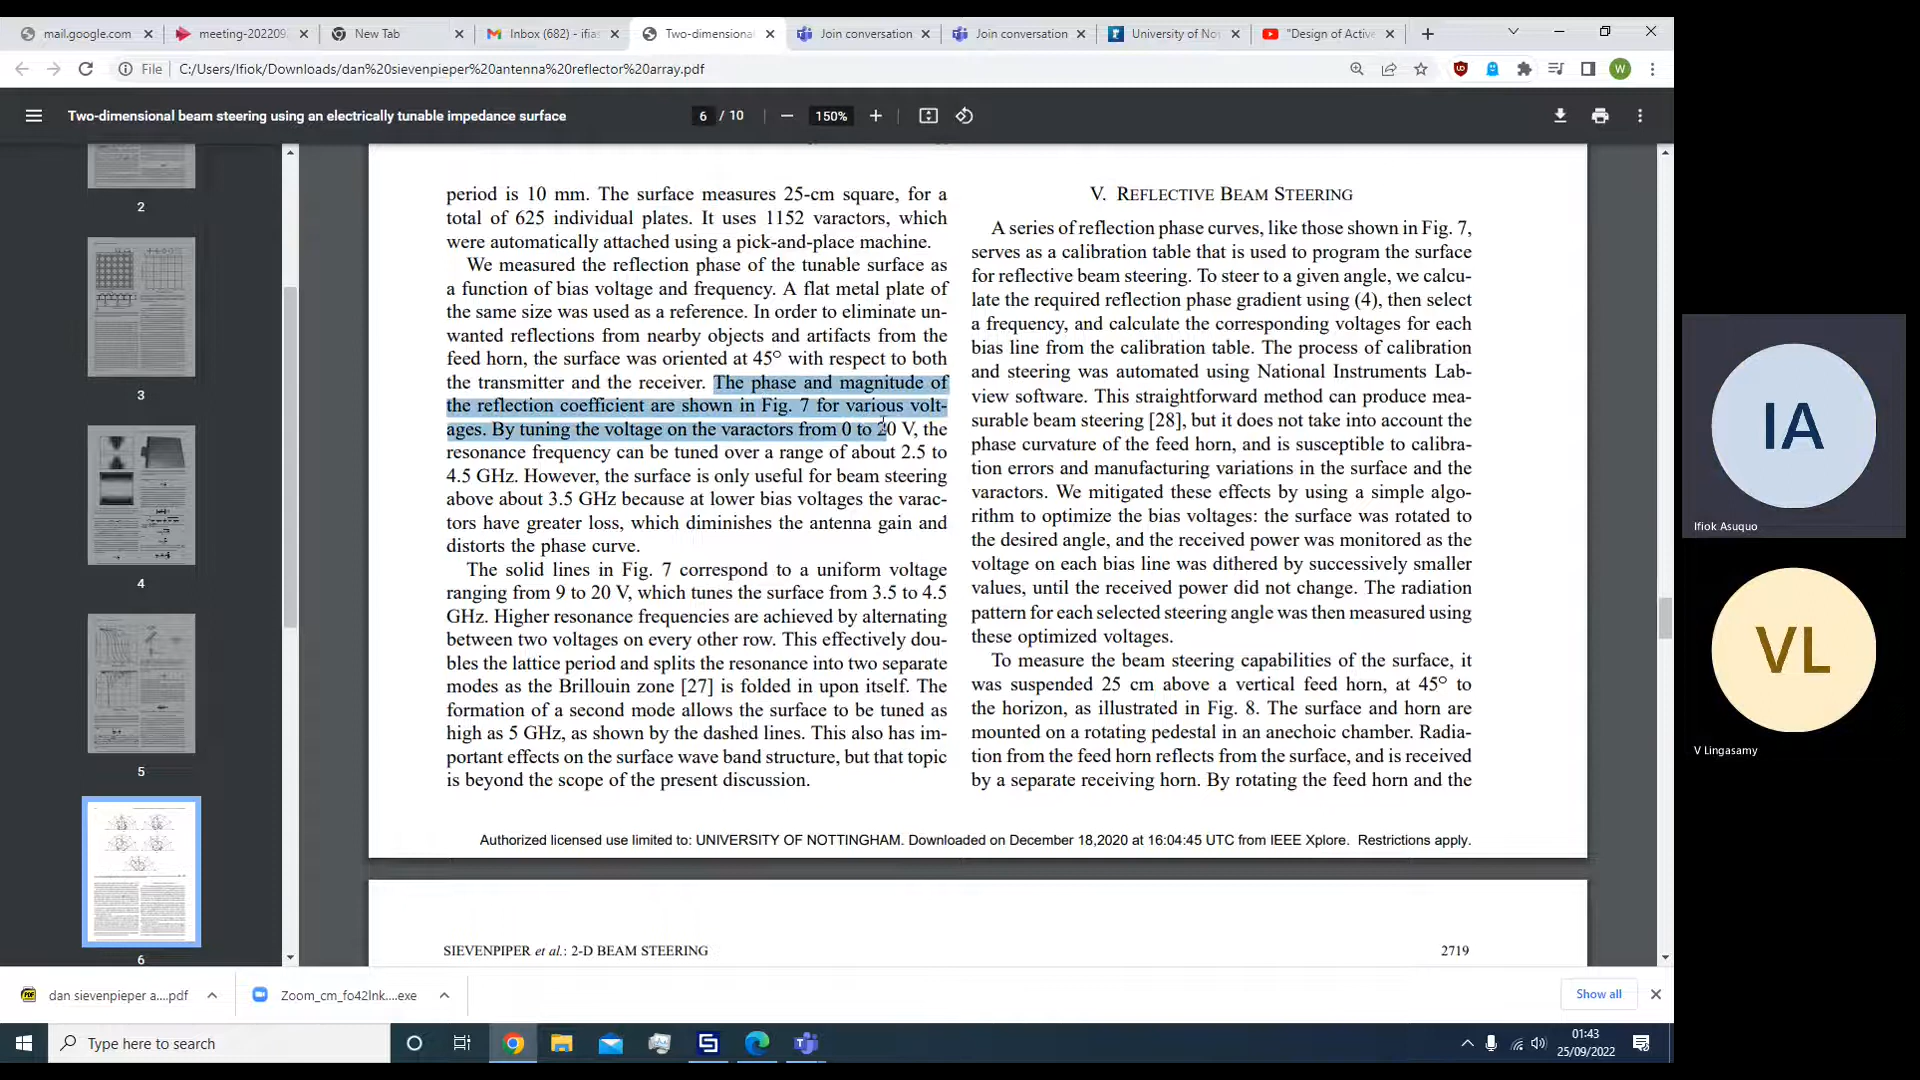 mail.google.com
meeting-202209
New Tab
Inbox (682) - ifias
Two-dimensional
Join conversation
Join conversation
University of No
"Design of Active
File
C:/Users/Ifiok/Downloads/dan%20sievenpieper%20antenna%20reflector%20array.pdf
W
Two-dimensional beam steering using an electrically tunable impedance surface
6 / 10
150%
2
3
4
5
6
period is 10 mm. The surface measures 25-cm square, for a
total of 625 individual plates. It uses 1152 varactors, which
were automatically attached using a pick-and-place machine.
We measured the reflection phase of the tunable surface as
a function of bias voltage and frequency. A flat metal plate of
the same size was used as a reference. In order to eliminate un-
wanted reflections from nearby objects and artifacts from the
feed horn, the surface was oriented at 45° with respect to both
the transmitter and the receiver. The phase and magnitude of
the reflection coefficient are shown in Fig. 7 for various volt-
ages. By tuning the voltage on the varactors from 0 to 20 V, the
resonance frequency can be tuned over a range of about 2.5 to
4.5 GHz. However, the surface is only useful for beam steering
above about 3.5 GHz because at lower bias voltages the varac-
tors have greater loss, which diminishes the antenna gain and
distorts the phase curve.
The solid lines in Fig. 7 correspond to a uniform voltage
ranging from 9 to 20 V, which tunes the surface from 3.5 to 4.5
GHz. Higher resonance frequencies are achieved by alternating
between two voltages on every other row. This effectively dou-
bles the lattice period and splits the resonance into two separate
modes as the Brillouin zone [27] is folded in upon itself. The
formation of a second mode allows the surface to be tuned as
high as 5 GHz, as shown by the dashed lines. This also has im-
portant effects on the surface wave band structure, but that topic
is beyond the scope of the present discussion.
V. REFLECTIVE BEAM STEERING
A series of reflection phase curves, like those shown in Fig. 7,
serves as a calibration table that is used to program the surface
for reflective beam steering. To steer to a given angle, we calcu-
late the required reflection phase gradient using (4), then select
a frequency, and calculate the corresponding voltages for each
bias line from the calibration table. The process of calibration
and steering was automated using National Instruments Lab-
view software. This straightforward method can produce mea-
surable beam steering [28], but it does not take into account the
phase curvature of the feed horn, and is susceptible to calibra-
tion errors and manufacturing variations in the surface and the
varactors. We mitigated these effects by using a simple algo-
rithm to optimize the bias voltages: the surface was rotated to
the desired angle, and the received power was monitored as the
voltage on each bias line was dithered by successively smaller
values, until the received power did not change. The radiation
pattern for each selected steering angle was then measured using
these optimized voltages.
To measure the beam steering capabilities of the surface, it
was suspended 25 cm above a vertical feed horn, at 45° to
the horizon, as illustrated in Fig. 8. The surface and horn are
mounted on a rotating pedestal in an anechoic chamber. Radia-
tion from the feed horn reflects from the surface, and is received
by a separate receiving horn. By rotating the feed horn and the
Authorized licensed use limited to: UNIVERSITY OF NOTTINGHAM. Downloaded on December 18,2020 at 16:04:45 UTC from IEEE Xplore. Restrictions apply.
SIEVENPIPER et al.: 2-D BEAM STEERING
2719
IA
Ifiok Asuquo
VL
V Lingasamy
dan sievenpieper a....pdf
Zoom_cm_fo42lnk....exe
Show all
Type here to search
01:43
25/09/2022